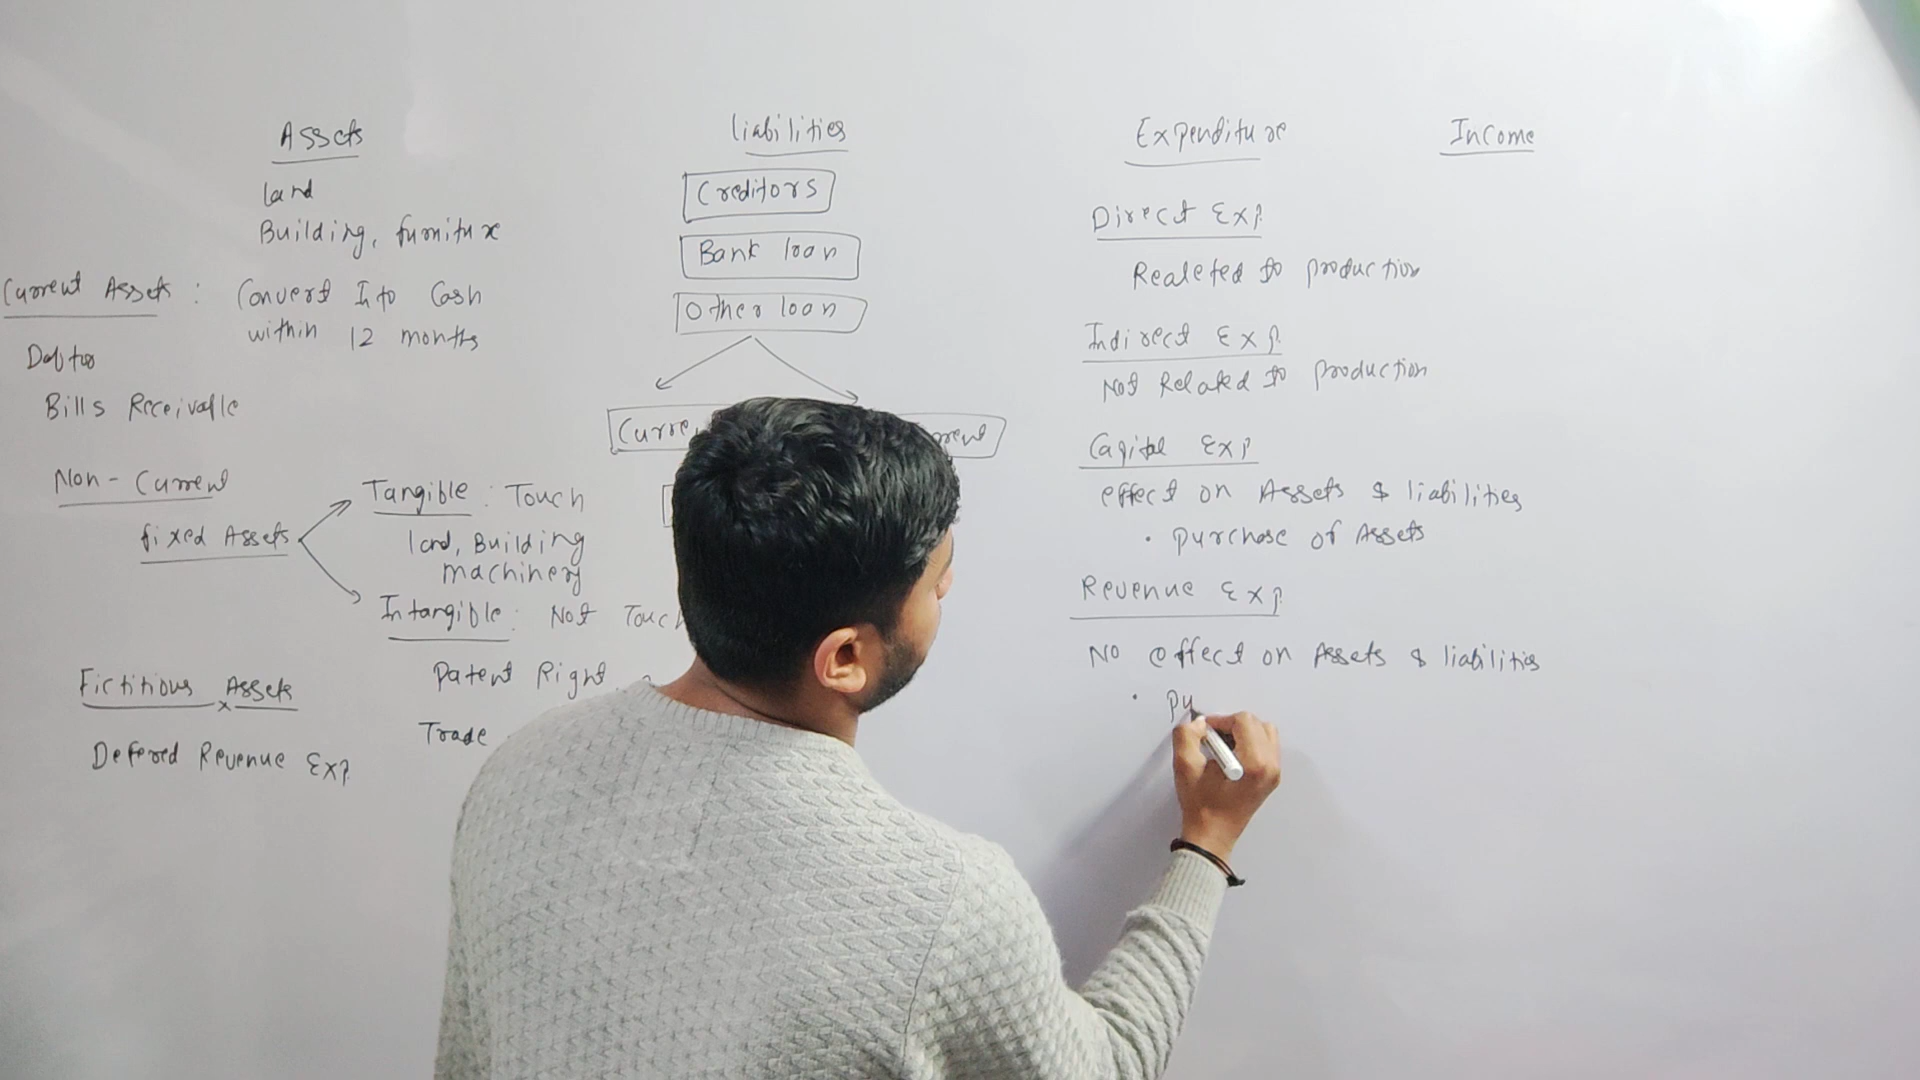 Assets
land
Building, furniture
Current Assets : Convert Into Cash
within 12 months
Bills Receivable
Non - Current
fixed Assets
Tangible : Touch
land, Building
machinery
Intangible : Not Touch
Patent Right
Trade
Fictitious Assets
x
Defered Revenue Exp.
liabilities
Creditors
Bank loan
Other loan
Expenditure
Direct Exp.
Realeted to production
Indirect Exp.
Not Related to production
Capital Exp
effect on Assets & liabilities
• purchase of Assets
Revenue Exp.
No effect on Assets & liabilities
• pu
Income